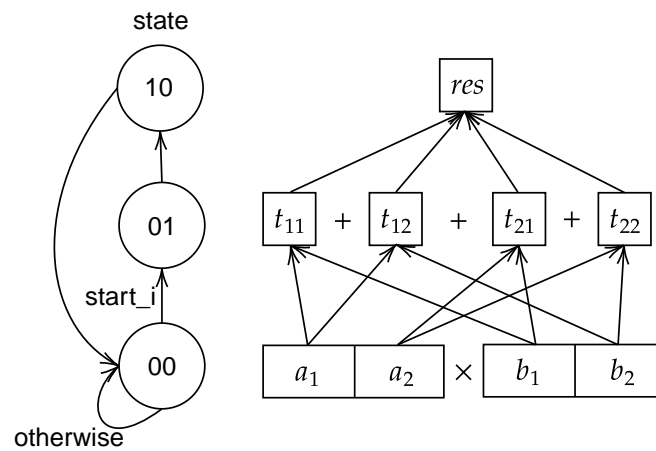 state
10
res
01
t₁₁ + t₁₂ + t₂₁ + t₂₂
start_i
00
a₁ a₂ × b₁ b₂
otherwise